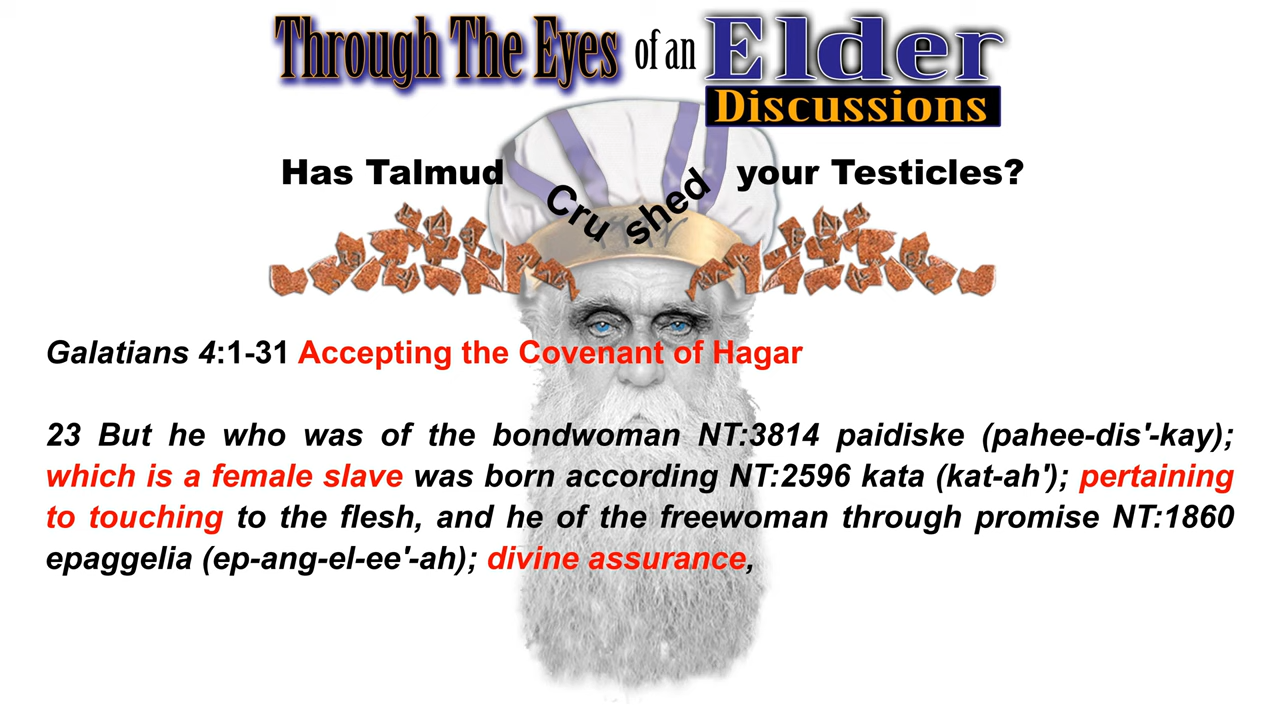 Through The Eyes of an Elder
Discussions
Has Talmud Crushed your Testicles?
Galatians 4:1-31 Accepting the Covenant of Hagar
23 But he who was of the bondwoman NT:3814 paidiske (pahee-dis'-kay);
which is a female slave was born according NT:2596 kata (kat-ah'); pertaining
to touching to the flesh, and he of the freewoman through promise NT:1860
epaggelia (ep-ang-el-ee'-ah); divine assurance,